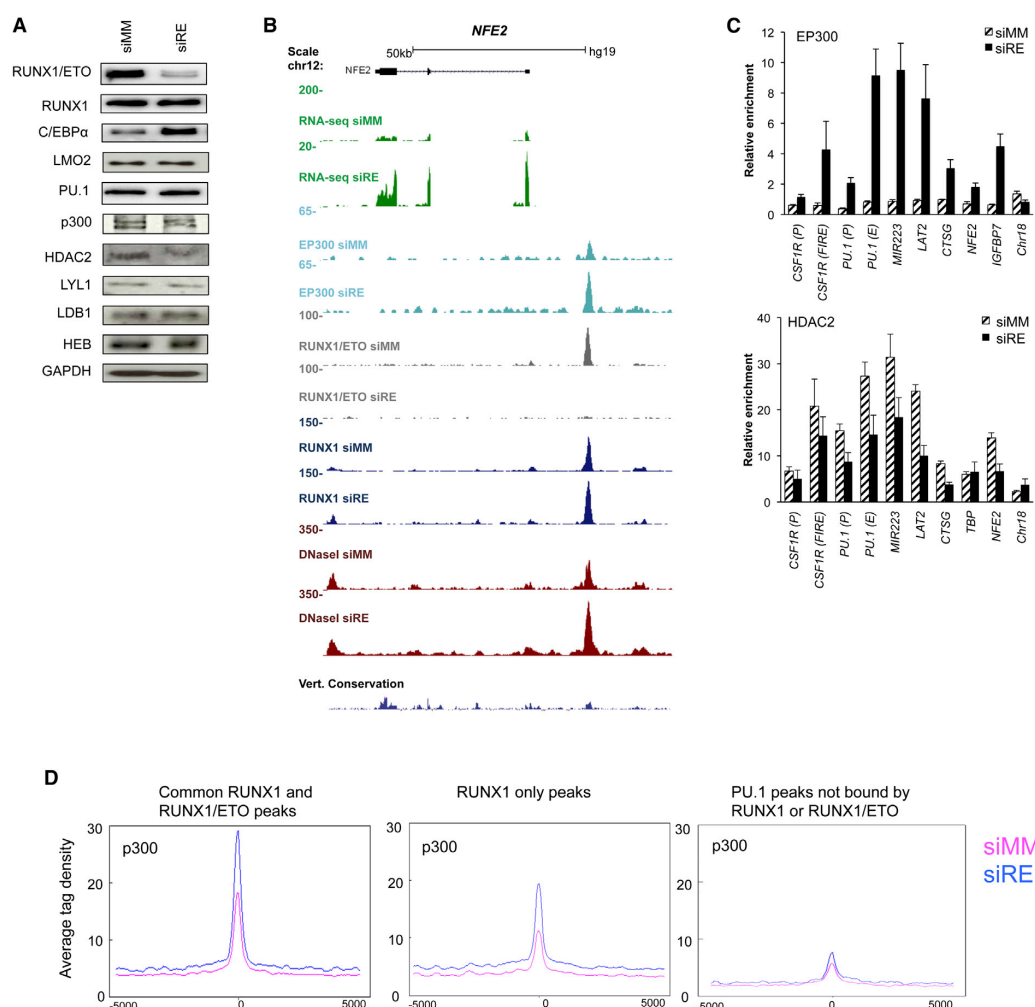 A
siMM
siRE
RUNX1/ETO
RUNX1
C/EBPα
LMO2
PU.1
p300
HDAC2
LYL1
LDB1
HEB
GAPDH
B
NFE2
Scale
chr12:
50kb
hg19
NFE2
200-
RNA-seq siMM
20-
RNA-seq siRE
65-
EP300 siMM
65-
EP300 siRE
100-
RUNX1/ETO siMM
100-
RUNX1/ETO siRE
150-
RUNX1 siMM
150-
RUNX1 siRE
350-
DNaseI siMM
350-
DNaseI siRE
Vert. Conservation
C
EP300
siMM
siRE
Relative enrichment
12
10
8
6
4
2
0
CSF1R (P)
CSF1R (FIRE)
PU.1 (P)
PU.1 (E)
MIR223
LAT2
CTSG
NFE2
IGFBP7
Chr18
HDAC2
siMM
siRE
Relative enrichment
40
30
20
10
0
CSF1R (P)
CSF1R (FIRE)
PU.1 (P)
PU.1 (E)
MIR223
LAT2
CTSG
TBP
NFE2
Chr18
D
Common RUNX1 and
RUNX1/ETO peaks
Average tag density
30
20
10
0
p300
-5000
0
5000
RUNX1 only peaks
30
20
10
0
p300
-5000
0
5000
PU.1 peaks not bound by
RUNX1 or RUNX1/ETO
30
20
10
0
p300
5000
0
5000
siMM
siRE